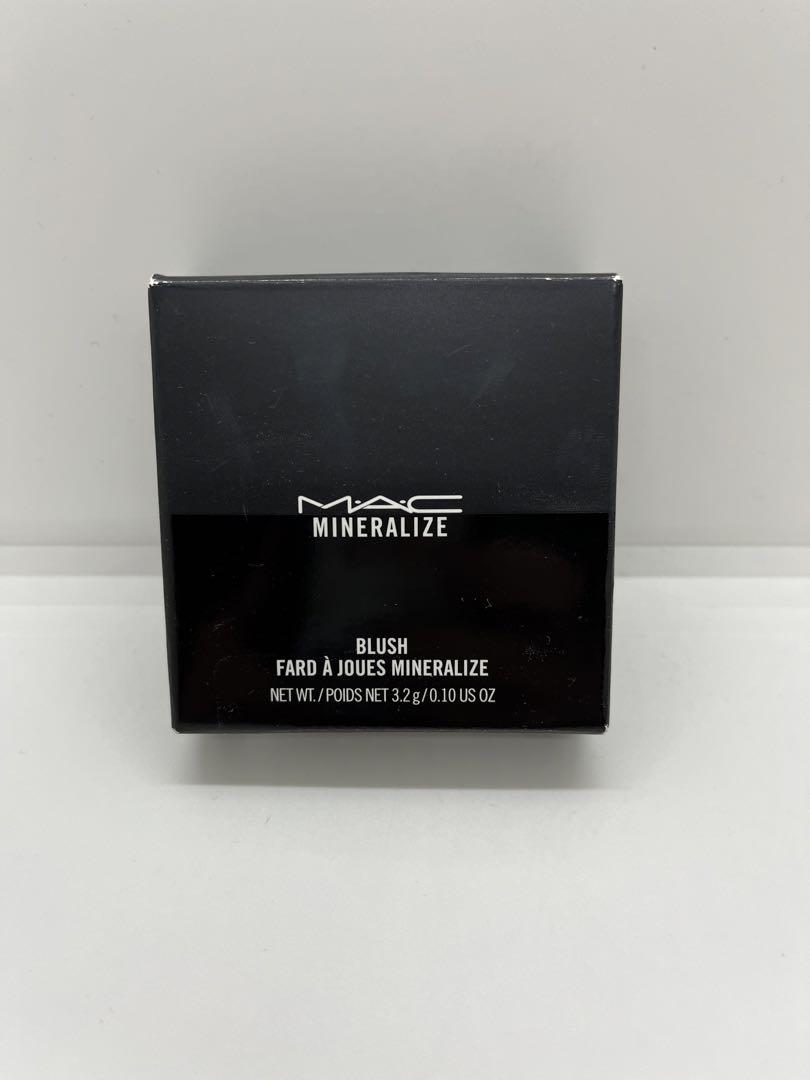 M·A·C
MINERALIZE
BLUSH
FARD À JOUES MINERALIZE
NET WT. / POIDS NET 3.2 g / 0.10 US OZ